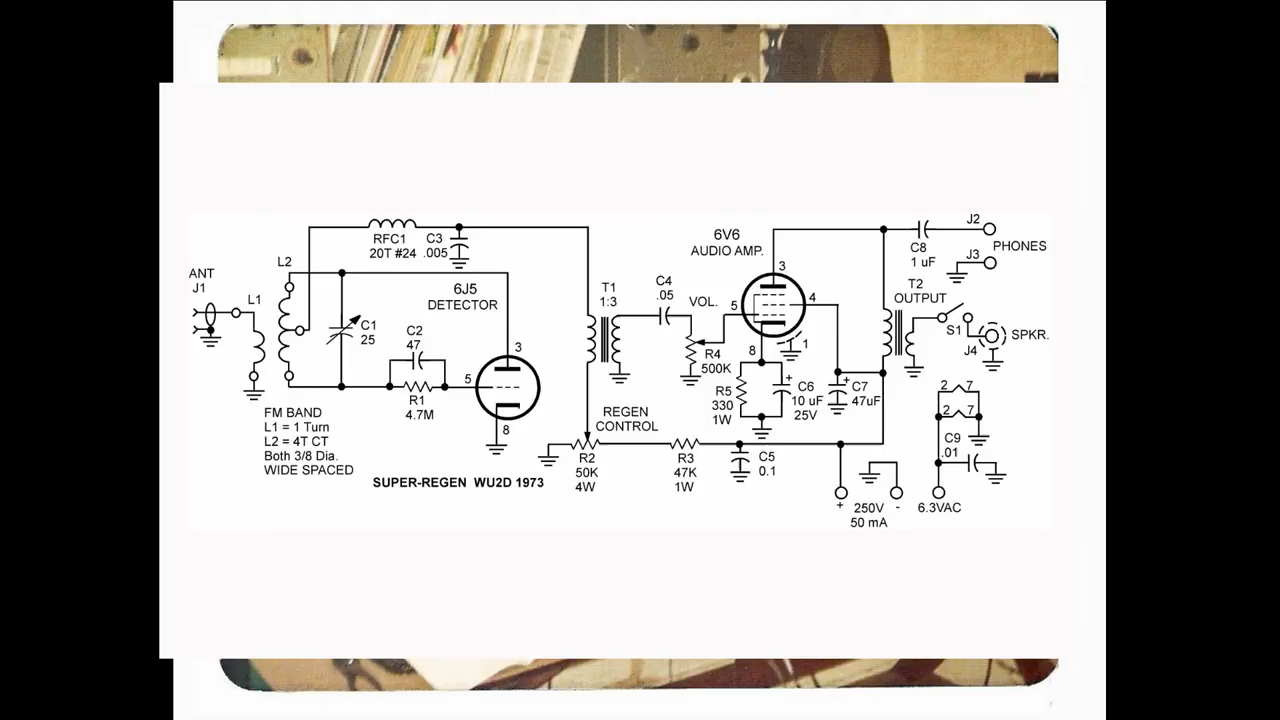 ANT
J1
L1
L2
RFC1
20T #24
C3
.005
6J5
DETECTOR
C1
25
C2
47
R1
4.7M
3
5
8
FM BAND
L1 = 1 Turn
L2 = 4T CT
Both 3/8 Dia.
WIDE SPACED
SUPER-REGEN WU2D 1973
T1
1:3
C4
.05
VOL.
R4
500K
REGEN
CONTROL
R2
50K
4W
R3
47K
1W
C5
0.1
6V6
AUDIO AMP.
3
5
4
8
1
R5
330
1W
+
C6
10 uF
25V
+
C7
47uF
C8
1 uF
J2
J3
PHONES
T2
OUTPUT
S1
J4
SPKR.
2 7
2 7
C9
.01
+
250V
50 mA
-
6.3VAC